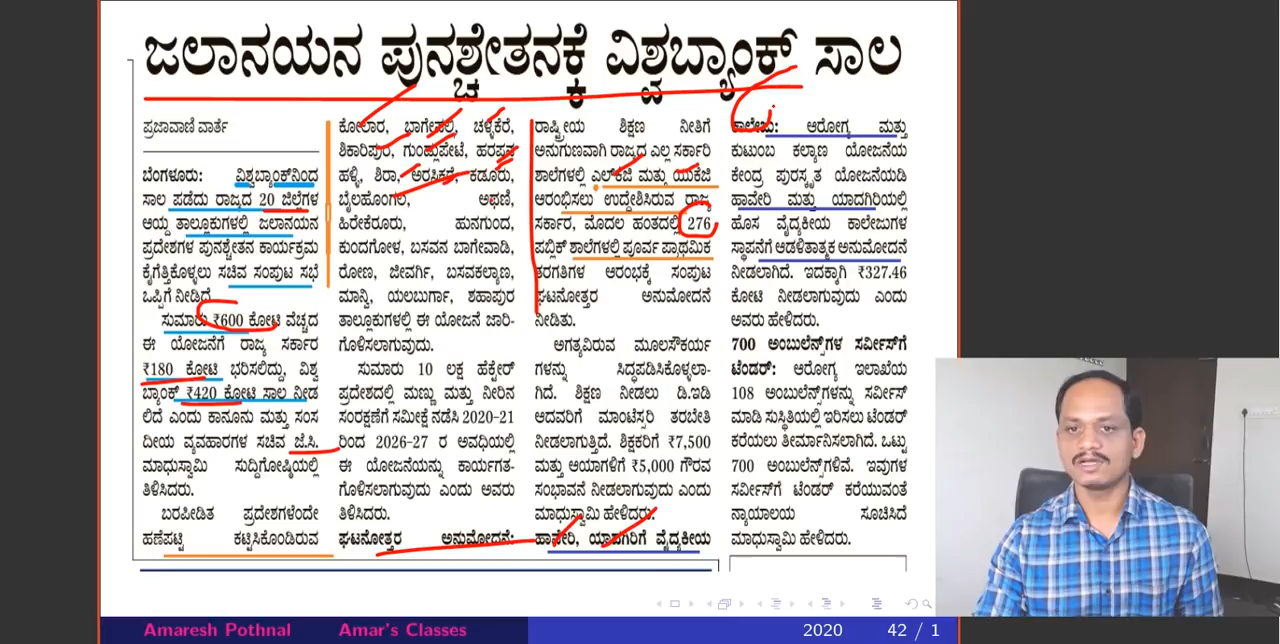 ಜಲಾನಯನ ಪುನಶ್ಚೇತನಕ್ಕೆ ವಿಶ್ವಬ್ಯಾಂಕ್ ಸಾಲ
ಪ್ರಜಾವಾಣಿ ವಾರ್ತೆ
ಬೆಂಗಳೂರು: ವಿಶ್ವಬ್ಯಾಂಕ್‌ನಿಂದ
ಸಾಲ ಪಡೆದು ರಾಜ್ಯದ 20 ಜಿಲ್ಲೆಗಳ
ಆಯ್ದ ತಾಲ್ಲೂಕುಗಳಲ್ಲಿ ಜಲಾನಯನ
ಪ್ರದೇಶಗಳ ಪುನಶ್ಚೇತನ ಕಾರ್ಯಕ್ರಮ
ಕೈಗೆತ್ತಿಕೊಳ್ಳಲು ಸಚಿವ ಸಂಪುಟ ಸಭೆ
ಒಪ್ಪಿಗೆ ನೀಡಿದೆ.
ಸುಮಾರು ₹600 ಕೋಟಿ ವೆಚ್ಚದ
ಈ ಯೋಜನೆಗೆ ರಾಜ್ಯ ಸರ್ಕಾರ
₹180 ಕೋಟಿ ಭರಿಸಲಿದ್ದು, ವಿಶ್ವ
ಬ್ಯಾಂಕ್ ₹420 ಕೋಟಿ ಸಾಲ ನೀಡ
ಲಿದೆ ಎಂದು ಕಾನೂನು ಮತ್ತು ಸಂಸ
ದೀಯ ವ್ಯವಹಾರಗಳ ಸಚಿವ ಜೆ.ಸಿ.
ಮಾಧುಸ್ವಾಮಿ ಸುದ್ದಿಗೋಷ್ಠಿಯಲ್ಲಿ
ತಿಳಿಸಿದರು.
ಬರಪೀಡಿತ ಪ್ರದೇಶಗಳೆಂದೇ
ಹಣೆಪಟ್ಟಿ ಕಟ್ಟಿಸಿಕೊಂಡಿರುವ
ಕೋಲಾರ, ಬಾಗೇಪಲ್ಲಿ, ಚಳ್ಳಕೆರೆ,
ಶಿಕಾರಿಪುರ, ಗುಂಡ್ಲುಪೇಟೆ, ಹರಪನ
ಹಳ್ಳಿ, ಶಿರಾ, ಅರಸಿಕೆರೆ, ಕಡೂರು,
ಬೈಲಹೊಂಗಲ, ಅಥಣಿ,
ಹಿರೇಕೆರೂರು, ಹುನಗುಂದ,
ಕುಂದಗೋಳ, ಬಸವನ ಬಾಗೇವಾಡಿ,
ರೋಣ, ಜೇವರ್ಗಿ, ಬಸವಕಲ್ಯಾಣ,
ಮಾನ್ವಿ, ಯಲಬುರ್ಗಾ, ಶಹಾಪುರ
ತಾಲ್ಲೂಕುಗಳಲ್ಲಿ ಈ ಯೋಜನೆ ಜಾರಿ-
ಗೊಳಿಸಲಾಗುವುದು.
ಸುಮಾರು 10 ಲಕ್ಷ ಹೆಕ್ಟೇರ್
ಪ್ರದೇಶದಲ್ಲಿ ಮಣ್ಣು ಮತ್ತು ನೀರಿನ
ಸಂರಕ್ಷಣೆಗೆ ಸಮೀಕ್ಷೆ ನಡೆಸಿ 2020-21
ರಿಂದ 2026-27 ರ ಅವಧಿಯಲ್ಲಿ
ಈ ಯೋಜನೆಯನ್ನು ಕಾರ್ಯಗತ-
ಗೊಳಿಸಲಾಗುವುದು ಎಂದು ಅವರು
ತಿಳಿಸಿದರು.
ಘಟನೋತ್ತರ ಅನುಮೋದನೆ:
ರಾಷ್ಟ್ರೀಯ ಶಿಕ್ಷಣ ನೀತಿಗೆ
ಅನುಗುಣವಾಗಿ ರಾಜ್ಯದ ಎಲ್ಲ ಸರ್ಕಾರಿ
ಶಾಲೆಗಳಲ್ಲಿ ಎಲ್‌ಕೆಜಿ ಮತ್ತು ಯುಕೆಜಿ
ಆರಂಭಿಸಲು ಉದ್ದೇಶಿಸಿರುವ ರಾಜ್ಯ
ಸರ್ಕಾರ, ಮೊದಲ ಹಂತದಲ್ಲಿ 276
ಪಬ್ಲಿಕ್ ಶಾಲೆಗಳಲ್ಲಿ ಪೂರ್ವ ಪ್ರಾಥಮಿಕ
ತರಗತಿಗಳ ಆರಂಭಕ್ಕೆ ಸಂಪುಟ
ಘಟನೋತ್ತರ ಅನುಮೋದನೆ
ನೀಡಿತು.
ಅಗತ್ಯವಿರುವ ಮೂಲಸೌಕರ್ಯ
ಗಳನ್ನು ಸಿದ್ಧಪಡಿಸಿಕೊಳ್ಳಲಾ-
ಗಿದೆ. ಶಿಕ್ಷಣ ನೀಡಲು ಡಿ.ಇಡಿ
ಆದವರಿಗೆ ಮಾಂಟೆಸ್ಸರಿ ತರಬೇತಿ
ನೀಡಲಾಗುತ್ತಿದೆ. ಶಿಕ್ಷಕರಿಗೆ ₹7,500
ಮತ್ತು ಆಯಾಗಳಿಗೆ ₹5,000 ಗೌರವ
ಸಂಭಾವನೆ ನೀಡಲಾಗುವುದು ಎಂದು
ಮಾಧುಸ್ವಾಮಿ ಹೇಳಿದರು.
ಹಾವೇರಿ, ಯಾದಗಿರಿಗೆ ವೈದ್ಯಕೀಯ
ಕಾಲೇಜು: ಆರೋಗ್ಯ ಮತ್ತು
ಕುಟುಂಬ ಕಲ್ಯಾಣ ಯೋಜನೆಯ
ಕೇಂದ್ರ ಪುರಸ್ಕೃತ ಯೋಜನೆಯಡಿ
ಹಾವೇರಿ ಮತ್ತು ಯಾದಗಿರಿಯಲ್ಲಿ
ಹೊಸ ವೈದ್ಯಕೀಯ ಕಾಲೇಜುಗಳ
ಸ್ಥಾಪನೆಗೆ ಆಡಳಿತಾತ್ಮಕ ಅನುಮೋದನೆ
ನೀಡಲಾಗಿದೆ. ಇದಕ್ಕಾಗಿ ₹327.46
ಕೋಟಿ ನೀಡಲಾಗುವುದು ಎಂದು
ಅವರು ಹೇಳಿದರು.
700 ಅಂಬುಲೆನ್ಸ್‌ಗಳ ಸರ್ವೀಸ್‌ಗೆ
ಟೆಂಡರ್: ಆರೋಗ್ಯ ಇಲಾಖೆಯ
108 ಅಂಬುಲೆನ್ಸ್‌ಗಳನ್ನು ಸರ್ವೀಸ್
ಮಾಡಿ ಸುಸ್ಥಿತಿಯಲ್ಲಿ ಇರಿಸಲು ಟೆಂಡರ್
ಕರೆಯಲು ತೀರ್ಮಾನಿಸಲಾಗಿದೆ. ಒಟ್ಟು
700 ಅಂಬುಲೆನ್ಸ್‌ಗಳಿವೆ. ಇವುಗಳ
ಸರ್ವೀಸ್‌ಗೆ ಟೆಂಡರ್ ಕರೆಯುವಂತೆ
ನ್ಯಾಯಾಲಯ ಸೂಚಿಸಿದೆ
ಮಾಧುಸ್ವಾಮಿ ಹೇಳಿದರು.
Amaresh Pothnal Amar's Classes 2020 42 / 1